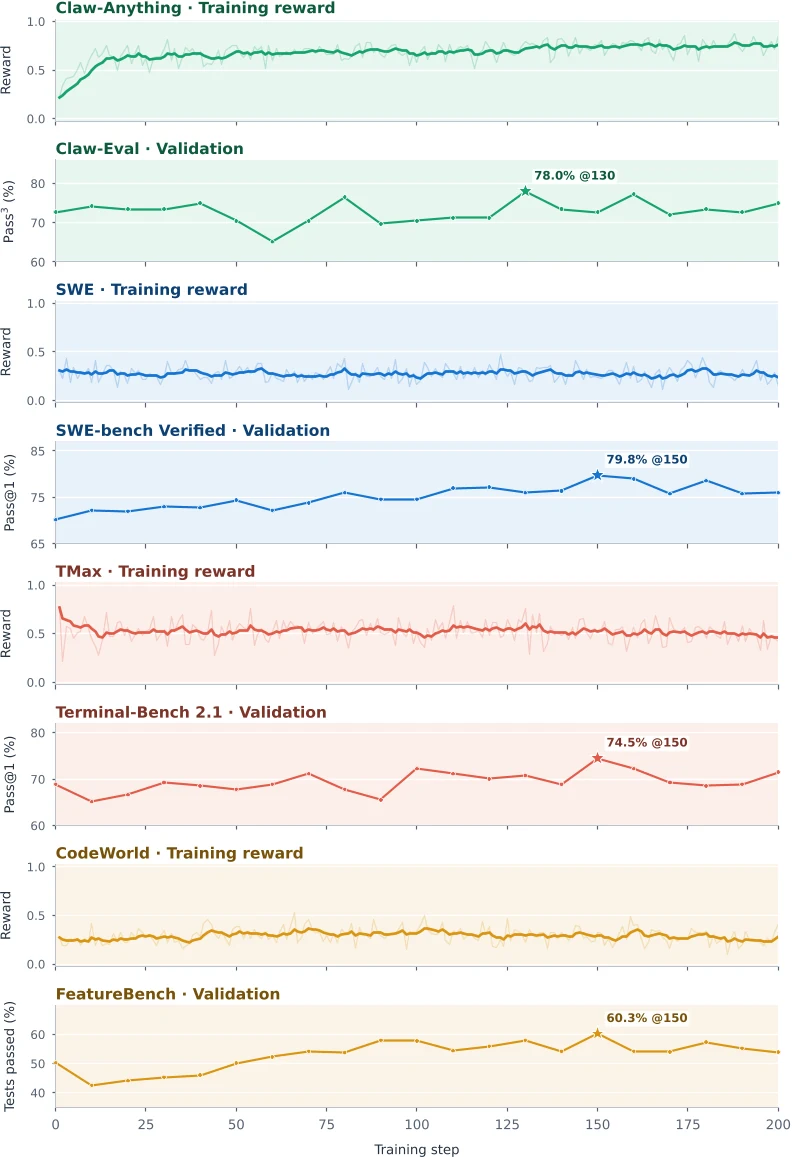 Claw-Anything · Training reward
Reward
1.0
0.5
0.0
Claw-Eval · Validation
Pass³ (%)
80
70
60
78.0% @130
SWE · Training reward
Reward
1.0
0.5
0.0
SWE-bench Verified · Validation
Pass@1 (%)
85
75
65
79.8% @150
TMax · Training reward
Reward
1.0
0.5
0.0
Terminal-Bench 2.1 · Validation
Pass@1 (%)
80
70
60
74.5% @150
CodeWorld · Training reward
Reward
1.0
0.5
0.0
FeatureBench · Validation
Tests passed (%)
60
50
40
60.3% @150
0 25 50 75 100 125 150 175 200
Training step